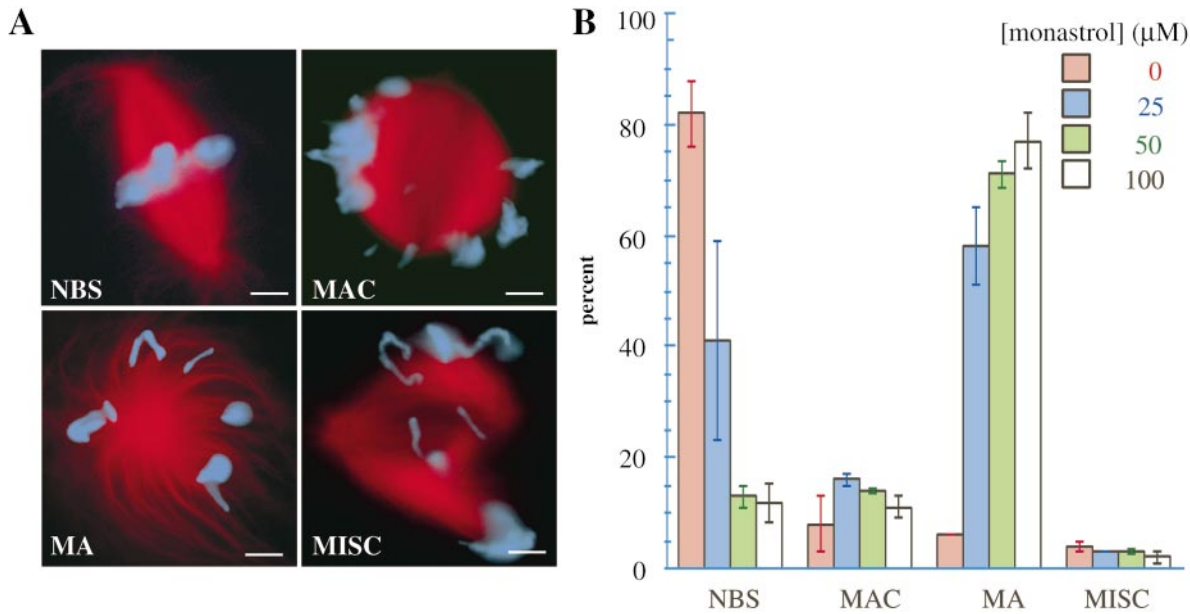 A
NBS
MAC
MA
MISC
B
percent
100
80
60
40
20
0
[monastrol] (µM)
0
25
50
100
NBS MAC MA MISC